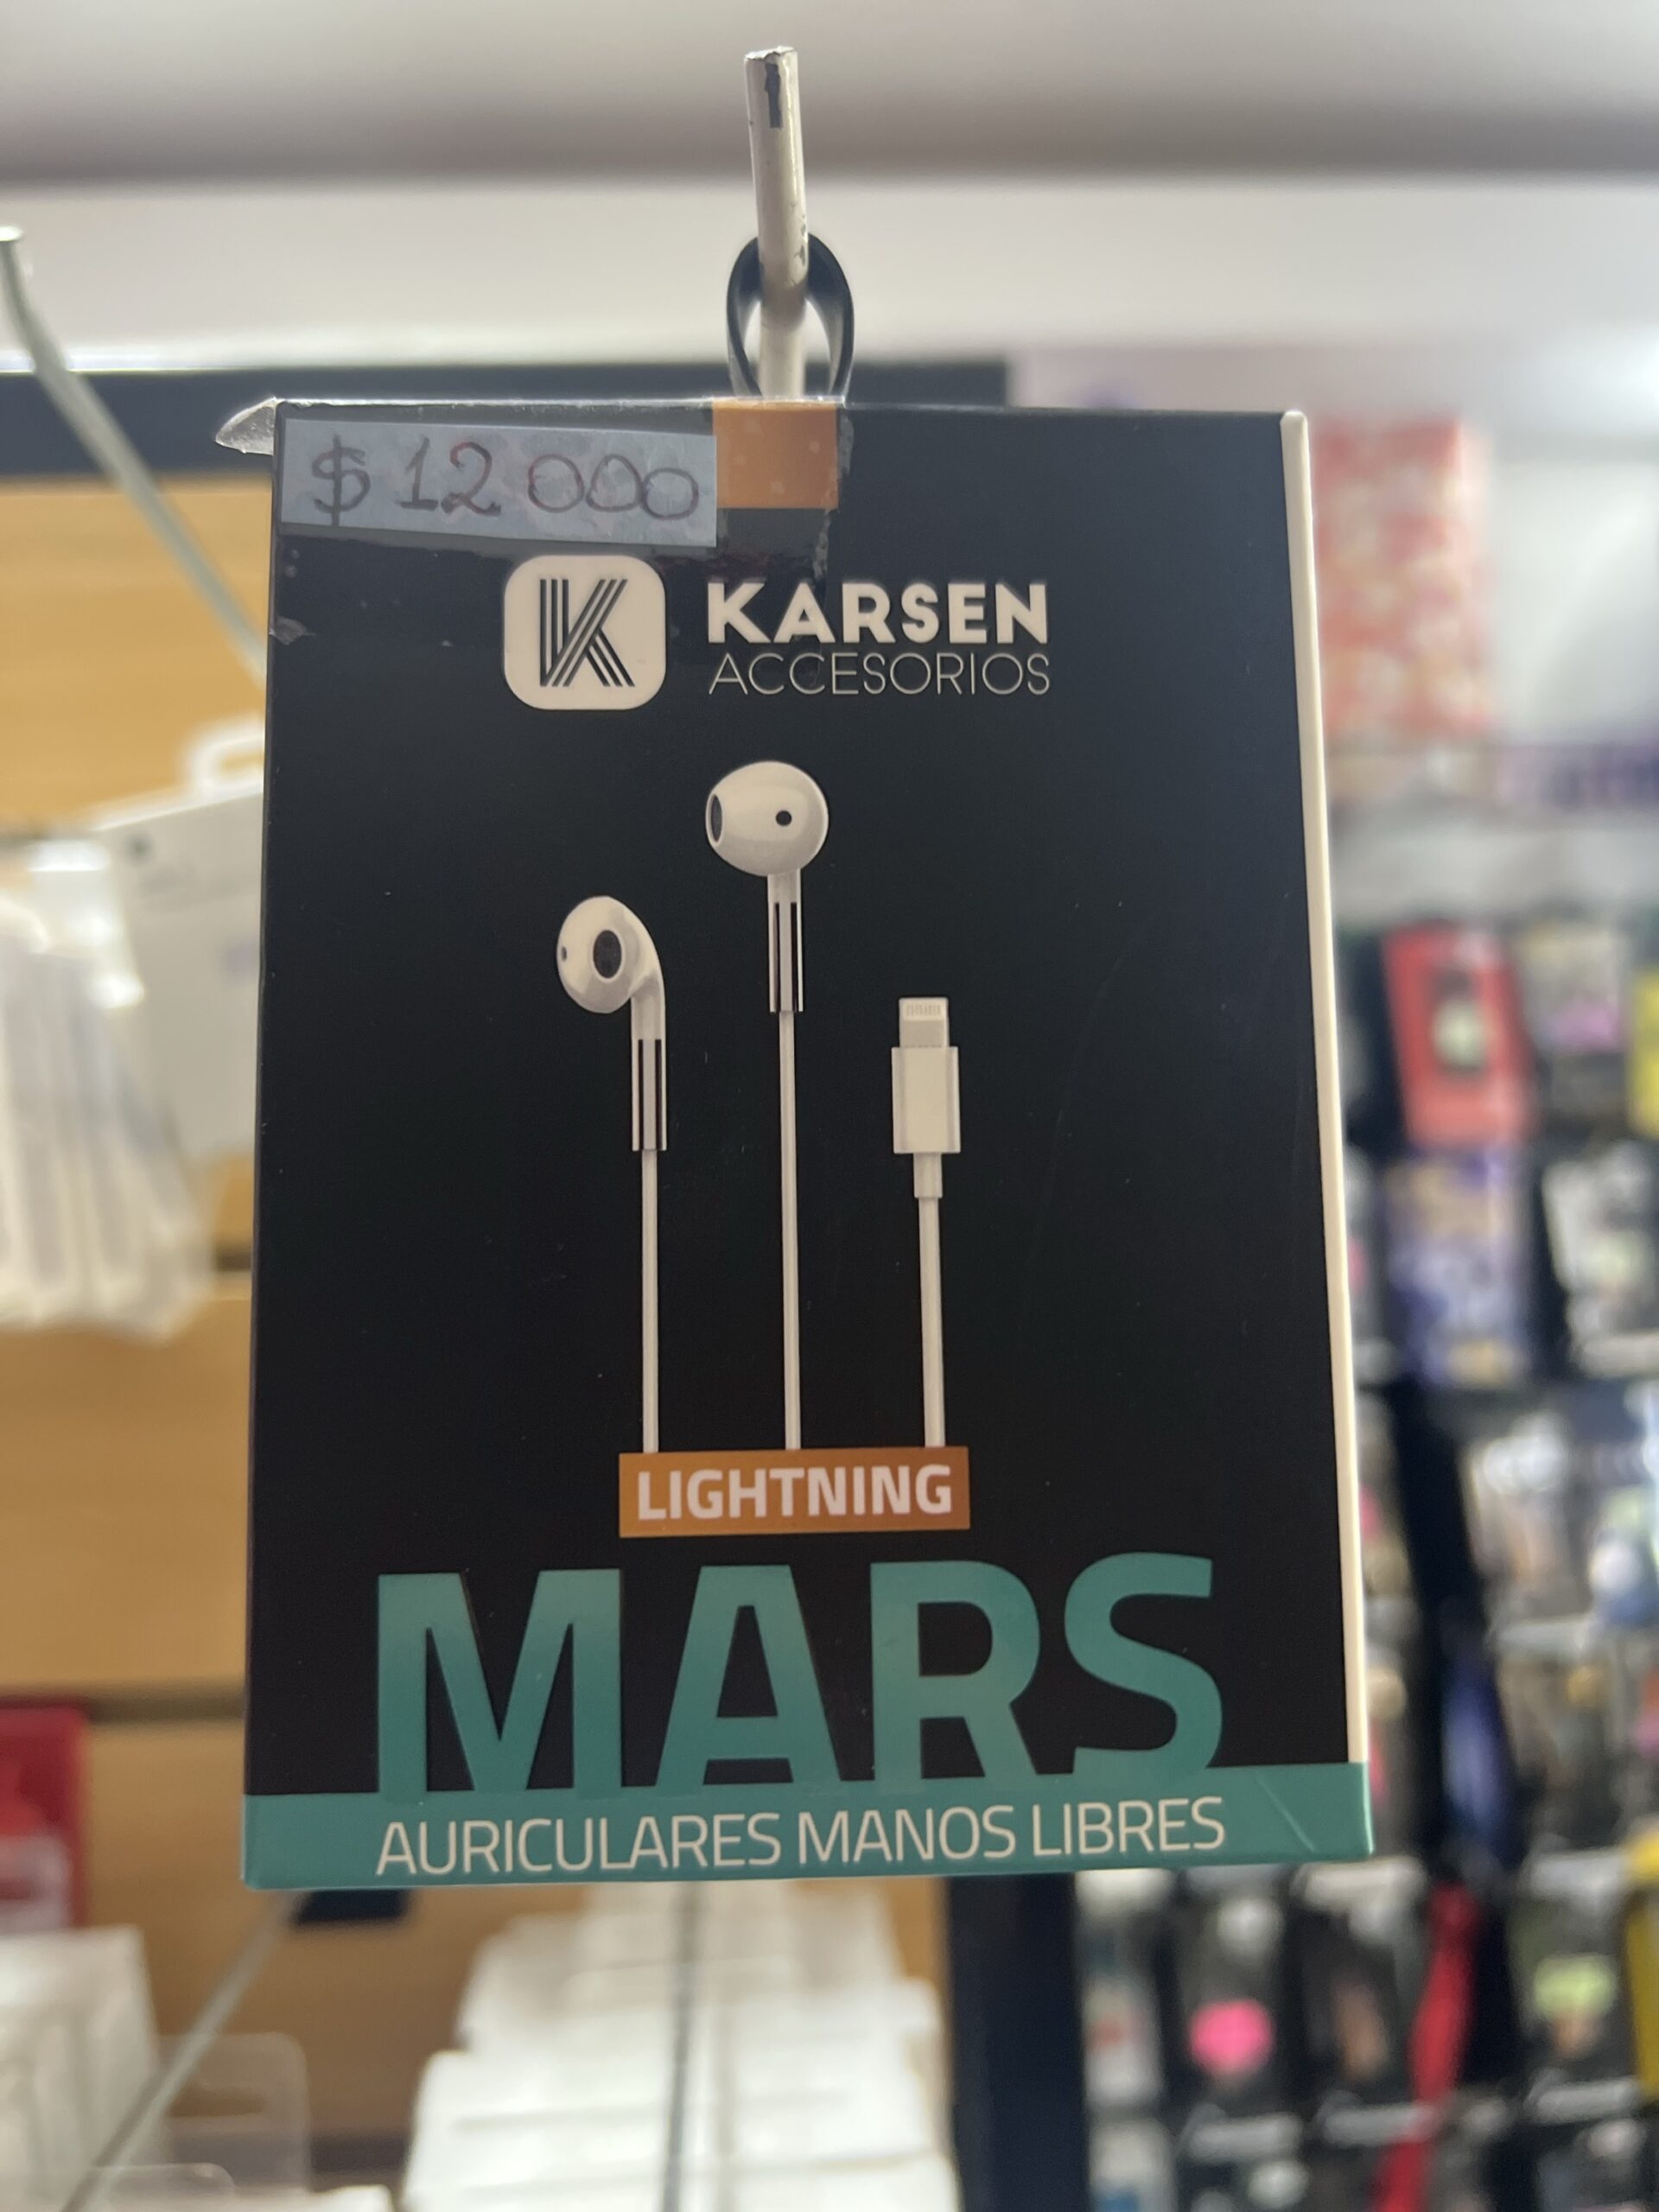 $ 12 000
K KARSEN
ACCESORIOS
LIGHTNING
MARS
AURICULARES MANOS LIBRES